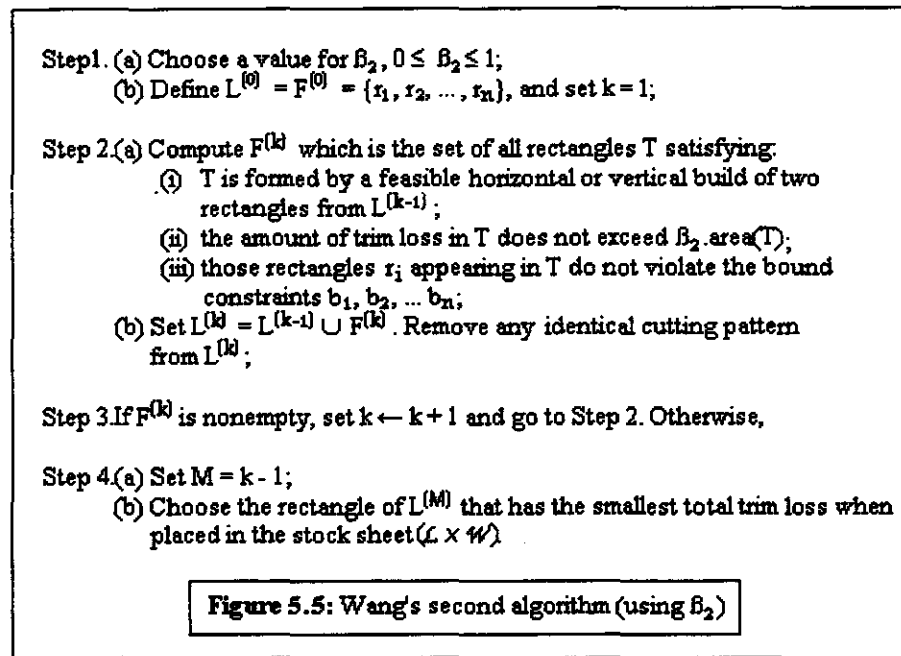 Step1. (a) Choose a value for ß₂, 0 ≤ ß₂ ≤ 1;
(b) Define L⁽⁰⁾ = F⁽⁰⁾ = {r₁, r₂, ..., rₙ}, and set k = 1;
Step 2.(a) Compute F⁽ᵏ⁾ which is the set of all rectangles T satisfying:
(i) T is formed by a feasible horizontal or vertical build of two
rectangles from L⁽ᵏ⁻¹⁾ ;
(ii) the amount of trim loss in T does not exceed ß₂.area(T);
(iii) those rectangles rᵢ appearing in T do not violate the bound
constraints b₁, b₂, ... bₙ;
(b) Set L⁽ᵏ⁾ = L⁽ᵏ⁻¹⁾ ∪ F⁽ᵏ⁾. Remove any identical cutting pattern
from L⁽ᵏ⁾ ;
Step 3.If F⁽ᵏ⁾ is nonempty, set k ← k + 1 and go to Step 2. Otherwise,
Step 4.(a) Set M = k - 1;
(b) Choose the rectangle of L⁽ᴹ⁾ that has the smallest total trim loss when
placed in the stock sheet (ℒ × 𝒲)
Figure 5.5: Wang's second algorithm (using ß₂)